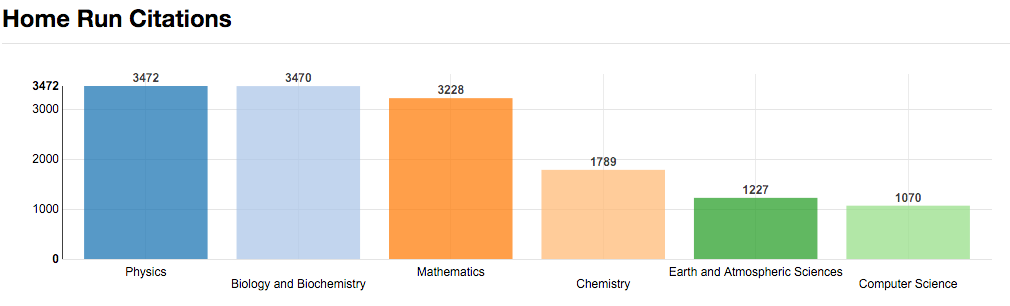 Home Run Citations
3472
3000
2000
1000
0
3472
3470
3228
1789
1227
1070
Physics
Biology and Biochemistry
Mathematics
Chemistry
Earth and Atmospheric Sciences
Computer Science